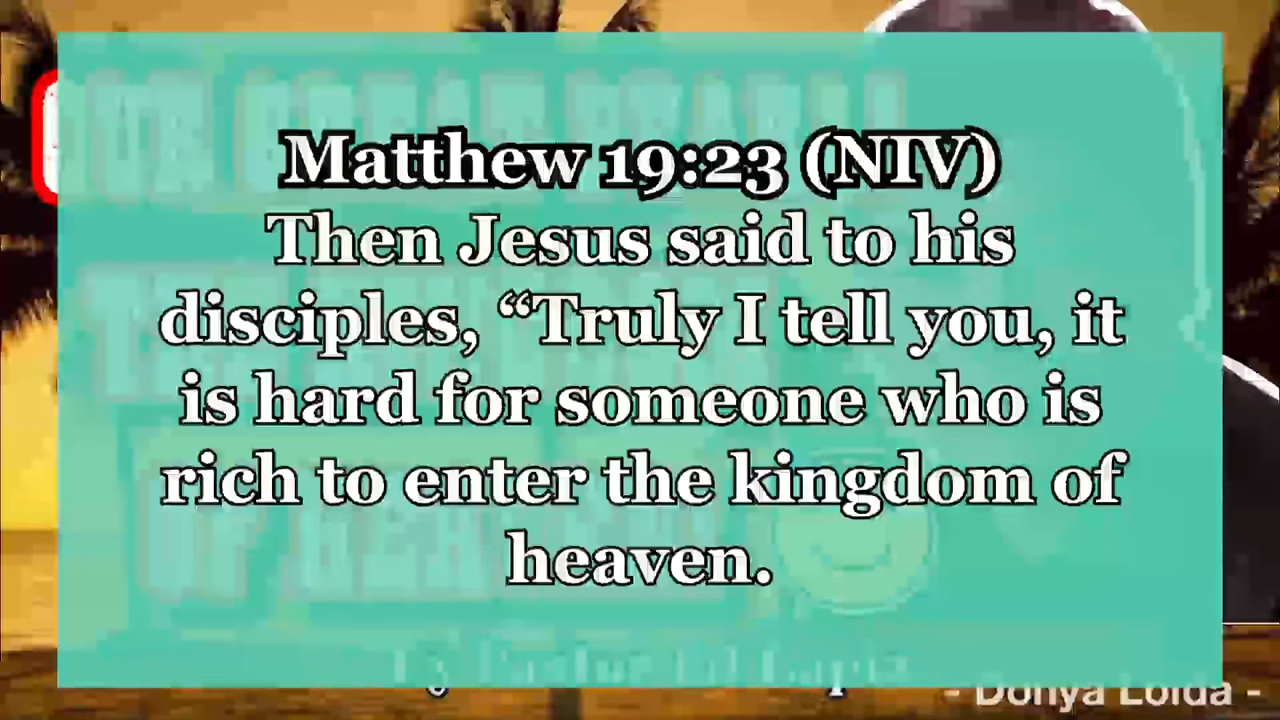 Matthew 19:23 (NIV)
Then Jesus said to his
disciples, “Truly I tell you, it
is hard for someone who is
rich to enter the kingdom of
heaven.
- Donya Loida -